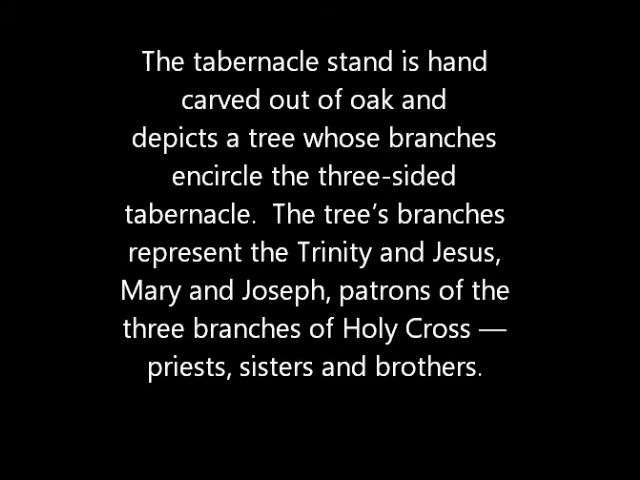 The tabernacle stand is hand
carved out of oak and
depicts a tree whose branches
encircle the three-sided
tabernacle.  The tree’s branches
represent the Trinity and Jesus,
Mary and Joseph, patrons of the
three branches of Holy Cross —
priests, sisters and brothers.